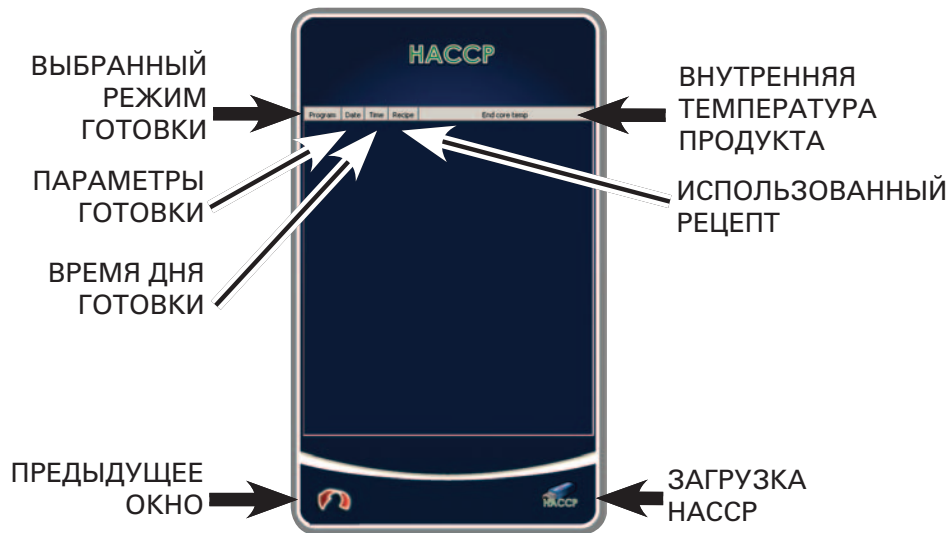 HACCP
ВЫБРАННЫЙ
РЕЖИМ
ГОТОВКИ
Program Date Time Recipe End core temp
ВНУТРЕННЯЯ
ТЕМПЕРАТУРА
ПРОДУКТА
ПАРАМЕТРЫ
ГОТОВКИ
ИСПОЛЬЗОВАННЫЙ
РЕЦЕПТ
ВРЕМЯ ДНЯ
ГОТОВКИ
ПРЕДЫДУЩЕЕ
ОКНО
HACCP
ЗАГРУЗКА
HACCP